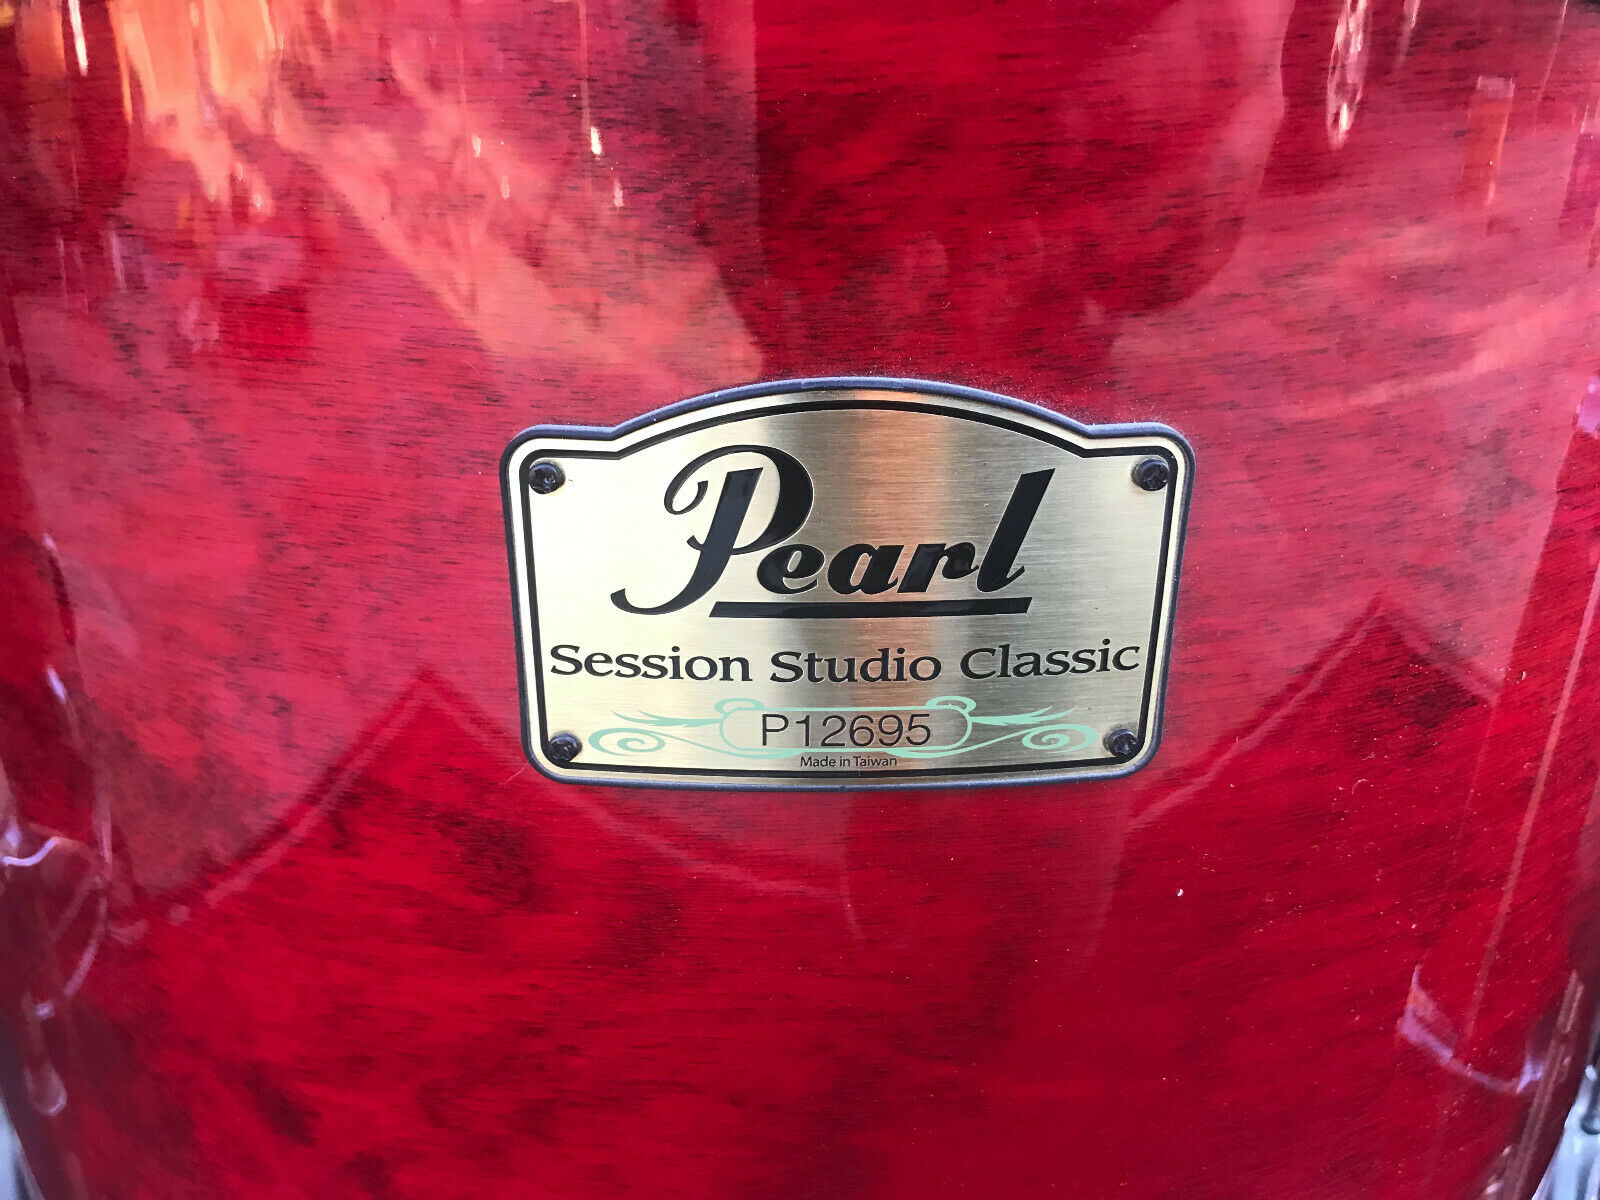 Pearl
Session Studio Classic
P12695
Made in Taiwan